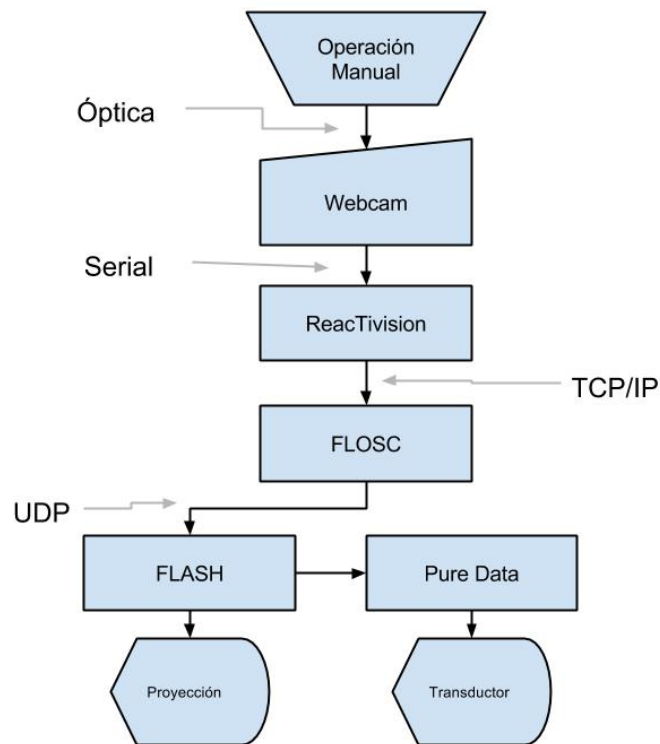 Operación
Manual
Óptica
Webcam
Serial
ReacTivision
TCP/IP
FLOSC
UDP
FLASH
Pure Data
Proyección
Transductor